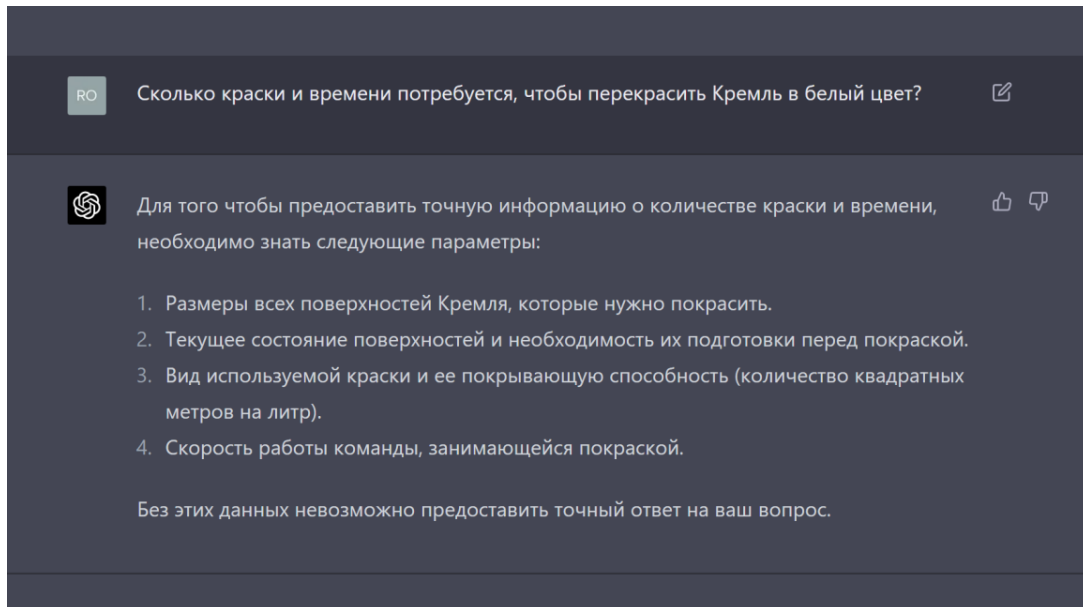 RO
Сколько краски и времени потребуется, чтобы перекрасить Кремль в белый цвет?
Для того чтобы предоставить точную информацию о количестве краски и времени,
необходимо знать следующие параметры:
1. Размеры всех поверхностей Кремля, которые нужно покрасить.
2. Текущее состояние поверхностей и необходимость их подготовки перед покраской.
3. Вид используемой краски и ее покрывающую способность (количество квадратных
метров на литр).
4. Скорость работы команды, занимающейся покраской.
Без этих данных невозможно предоставить точный ответ на ваш вопрос.